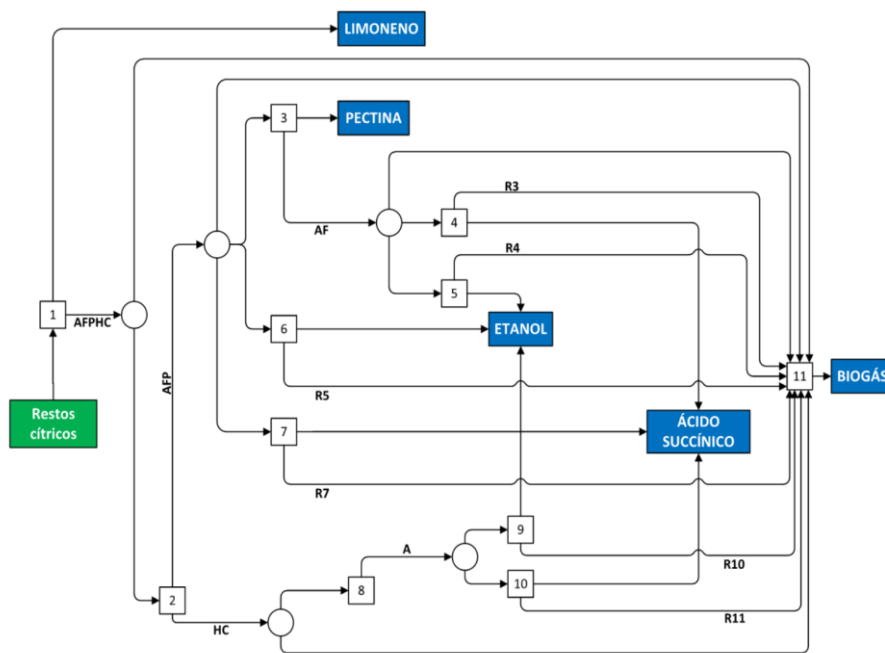 LIMONENO
3
PECTINA
R3
AF
4
R4
5
1
AFPHC
6
ETANOL
AFP
11
BIOGÁS
R5
Restos
cítricos
7
ÁCIDO
SUCCÍNICO
R7
9
A
R10
8
10
2
R11
HC